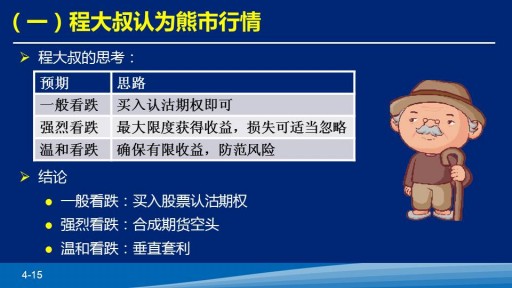 （一）程大叔认为熊市行情
程大叔的思考：
预期 思路
一般看跌 买入认沽期权即可
强烈看跌 最大限度获得收益，损失可适当忽略
温和看跌 确保有限收益，防范风险
结论
一般看跌：买入股票认沽期权
强烈看跌：合成期货空头
温和看跌：垂直套利
4-15